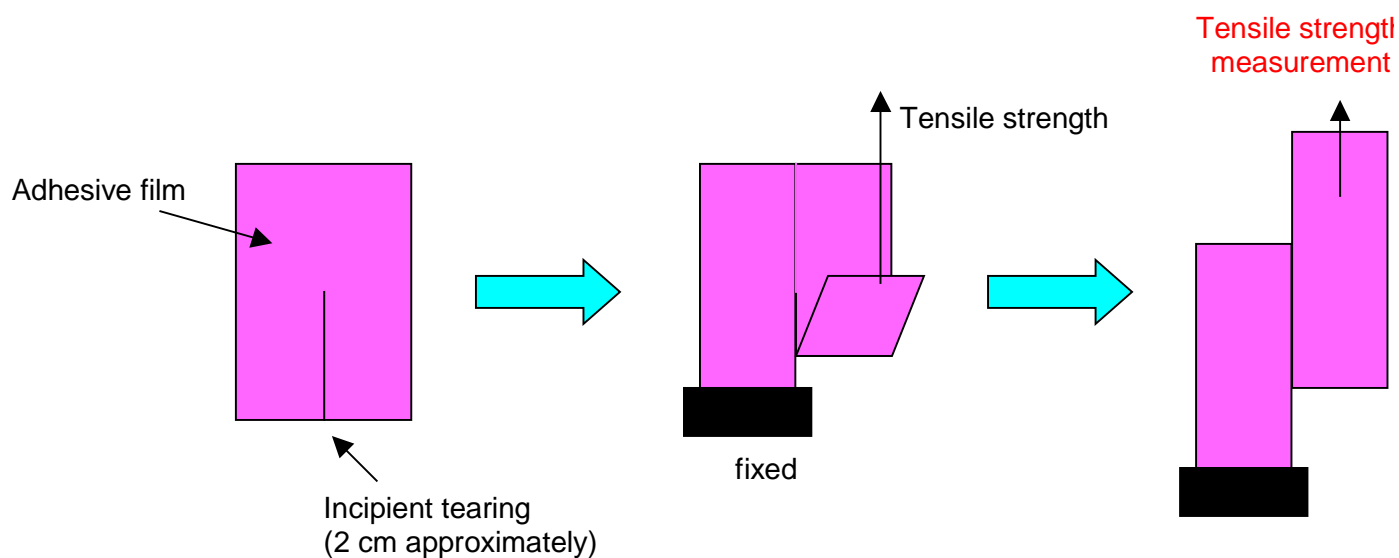 Adhesive film
Incipient tearing
(2 cm approximately)
Tensile strength
fixed
Tensile strength
measurement